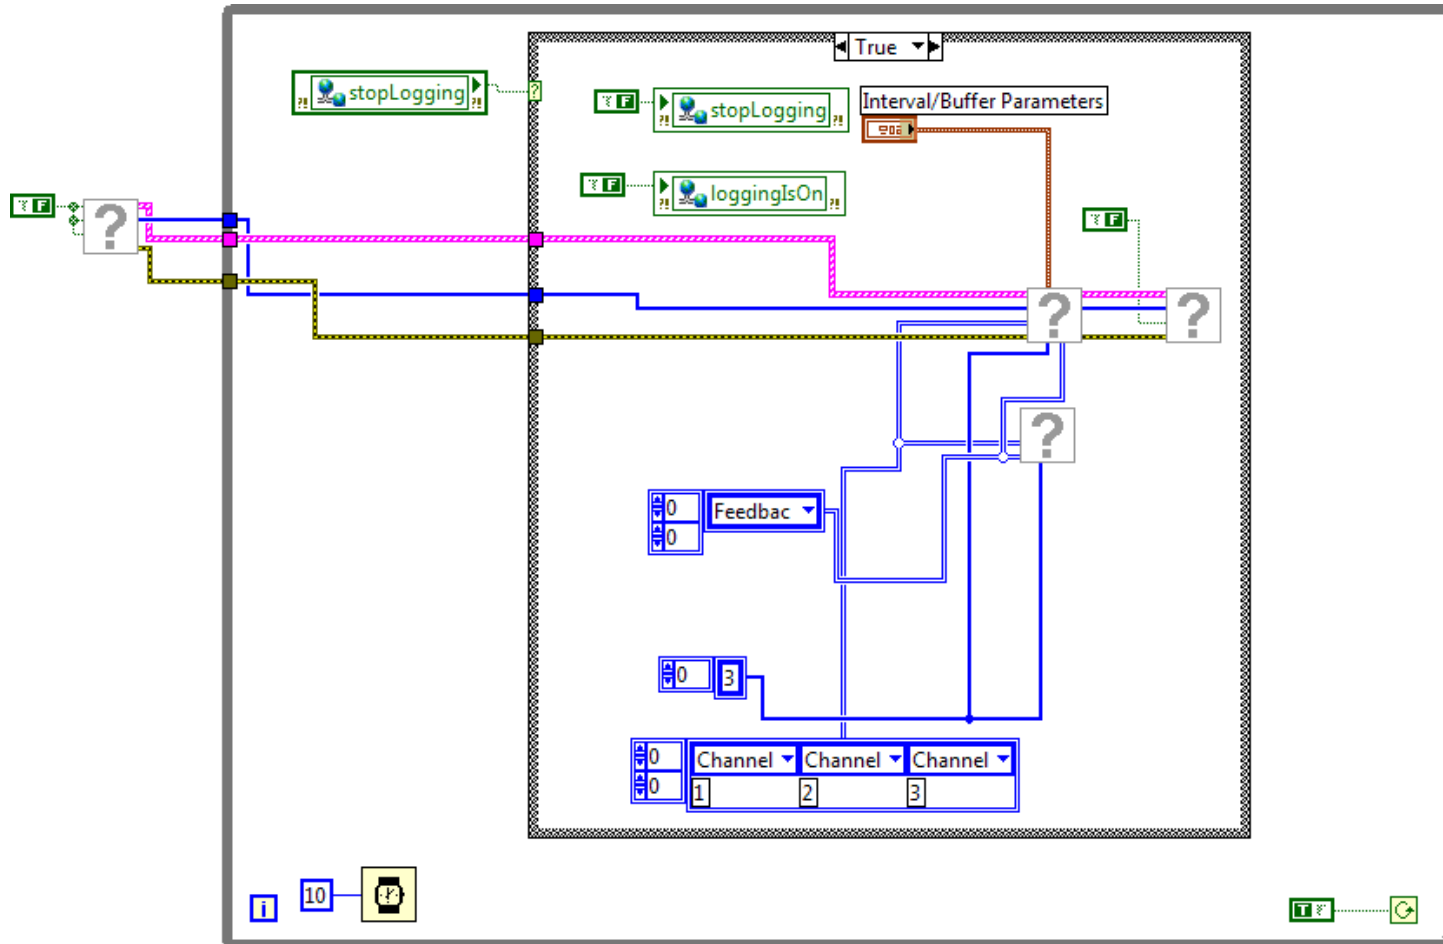 True
stopLogging
?
?!
?!
F
stopLogging
?!
?!
Interval/Buffer Parameters
F
loggingIsOn
?!
?!
F
?
F
?
?
?
0
0
Feedbac
0
3
0
0
Channel
Channel
Channel
1
2
3
10
i
T